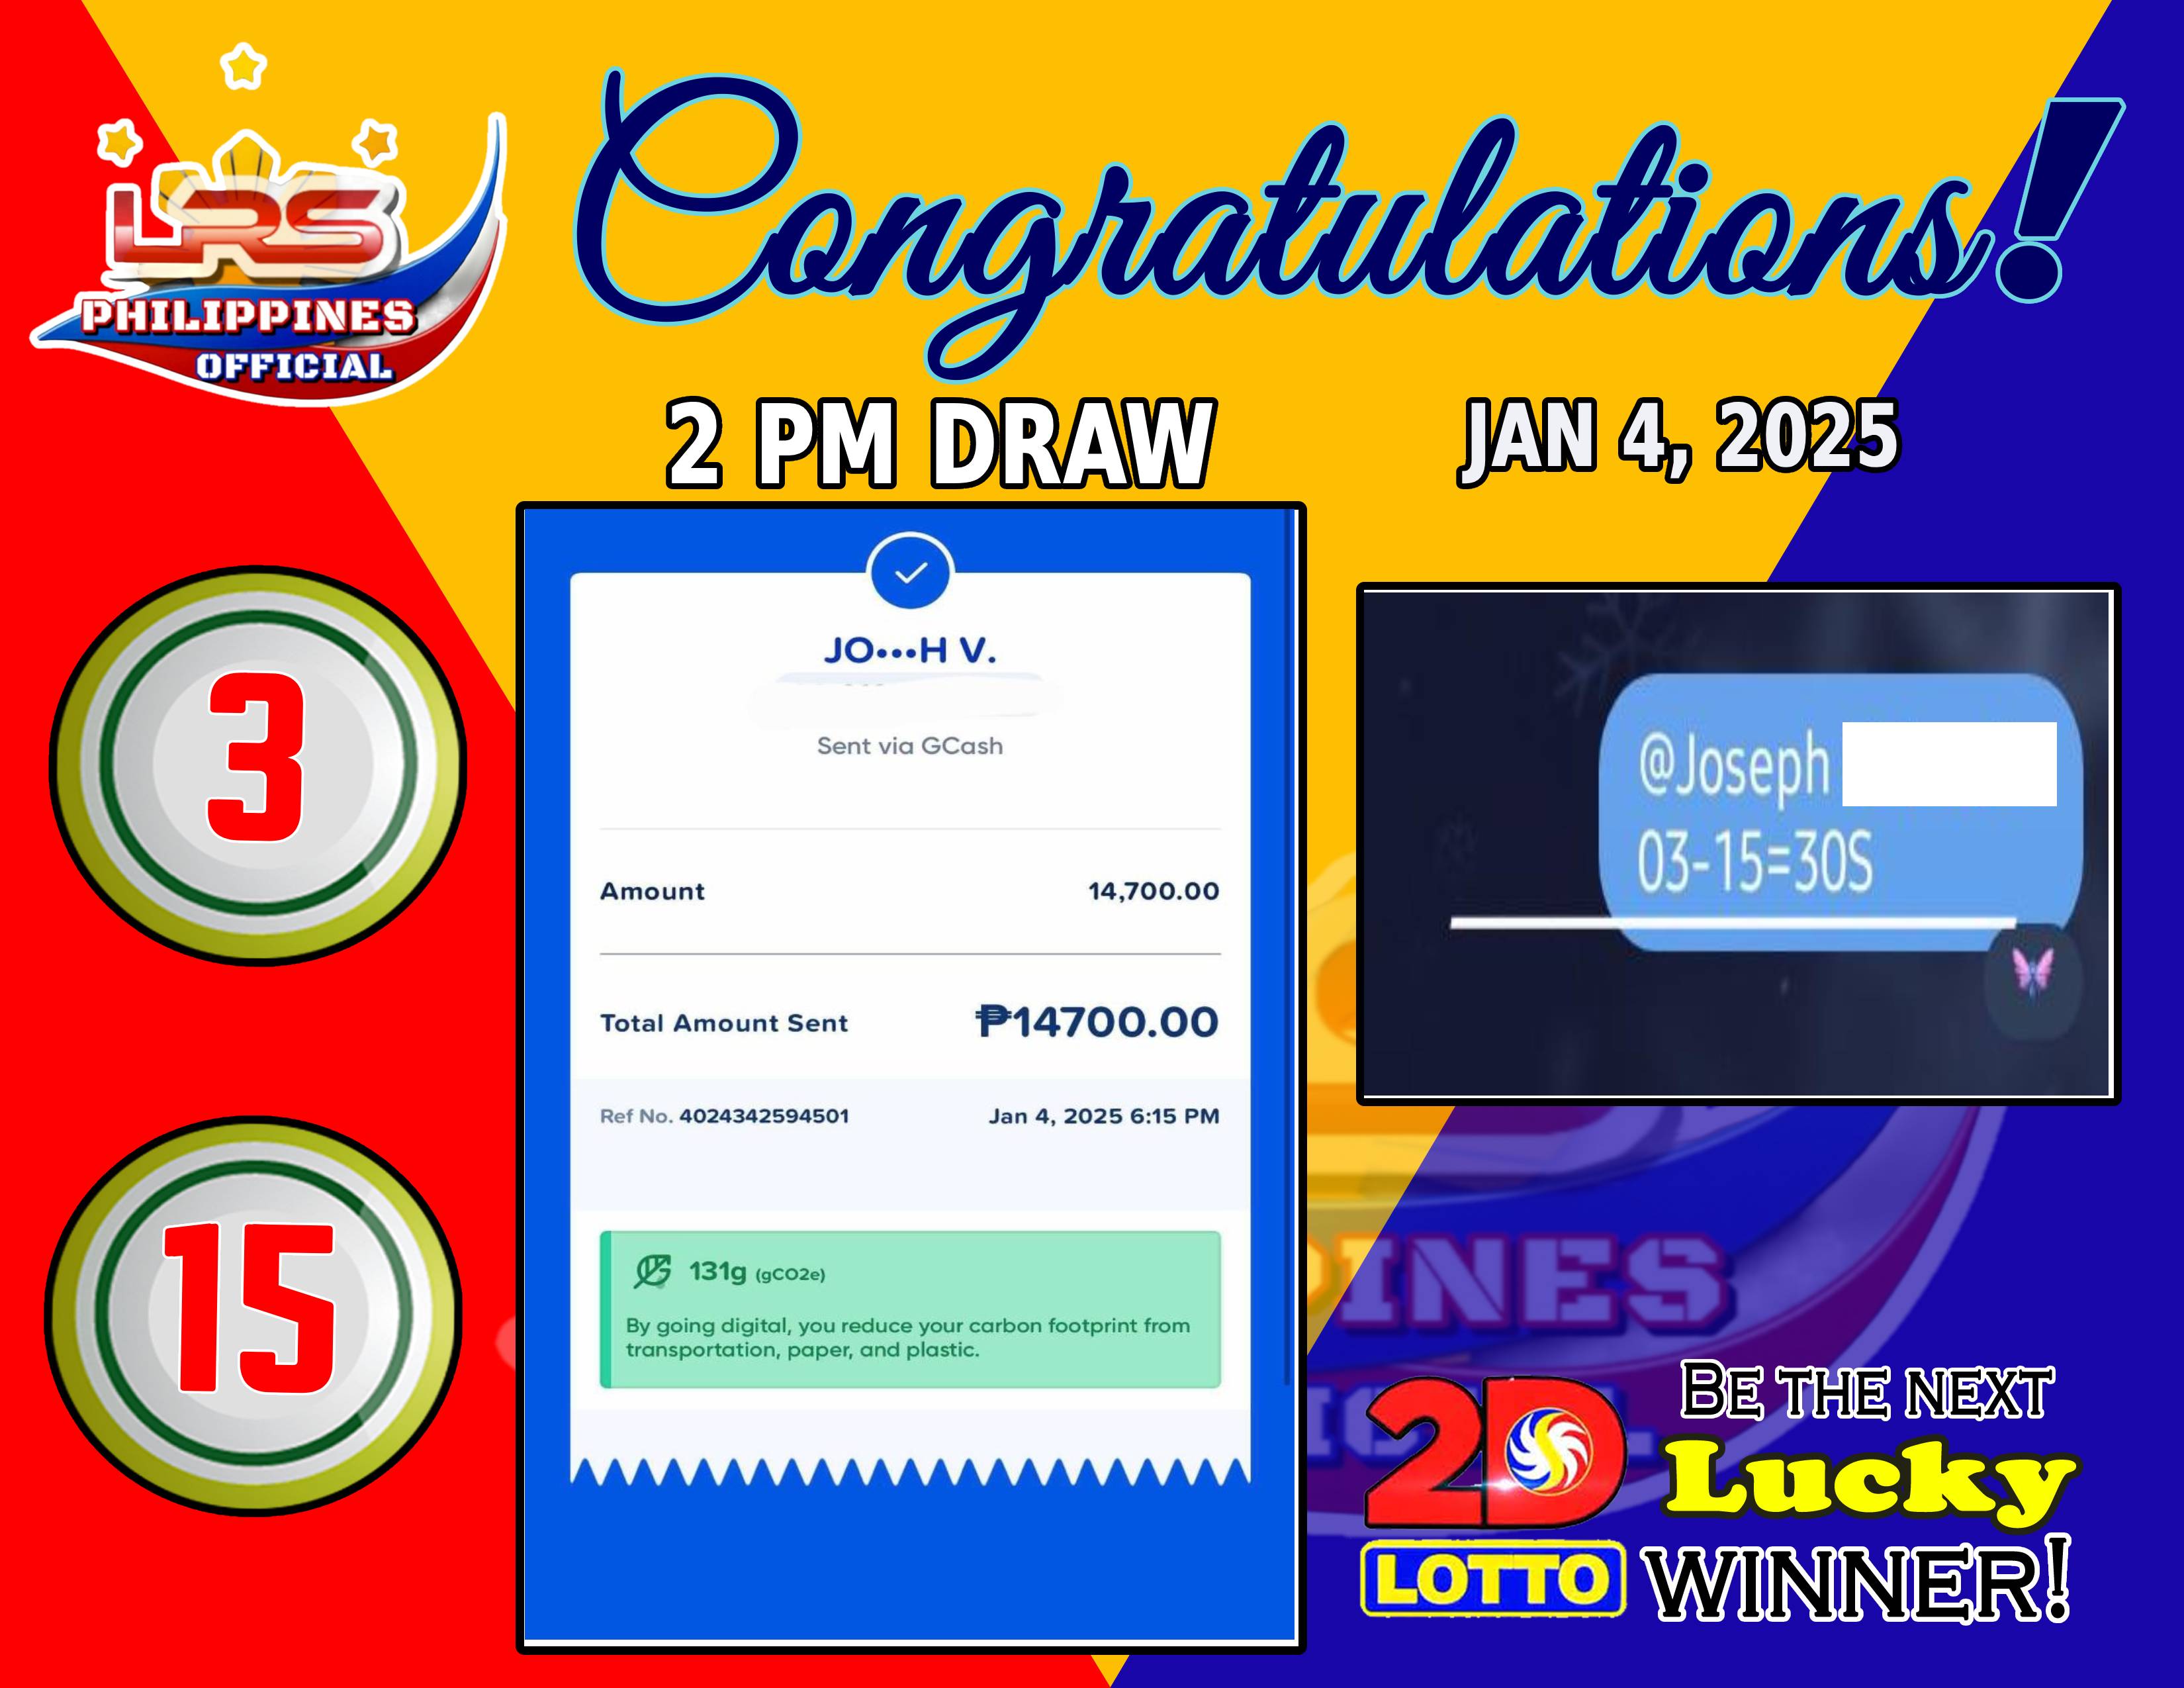 LRS
PHILIPPINES
OFFICIAL
Congratulations!
2 PM DRAW
JAN 4, 2025
3
15
JO•••H V.
Sent via GCash
Amount 14,700.00
Total Amount Sent ₱14700.00
Ref No. 4024342594501 Jan 4, 2025 6:15 PM
131g (gCO2e)
By going digital, you reduce your carbon footprint from
transportation, paper, and plastic.
@Joseph
03-15=30S
PINES
2D
LOTTO
BE THE NEXT
Lucky
WINNER!